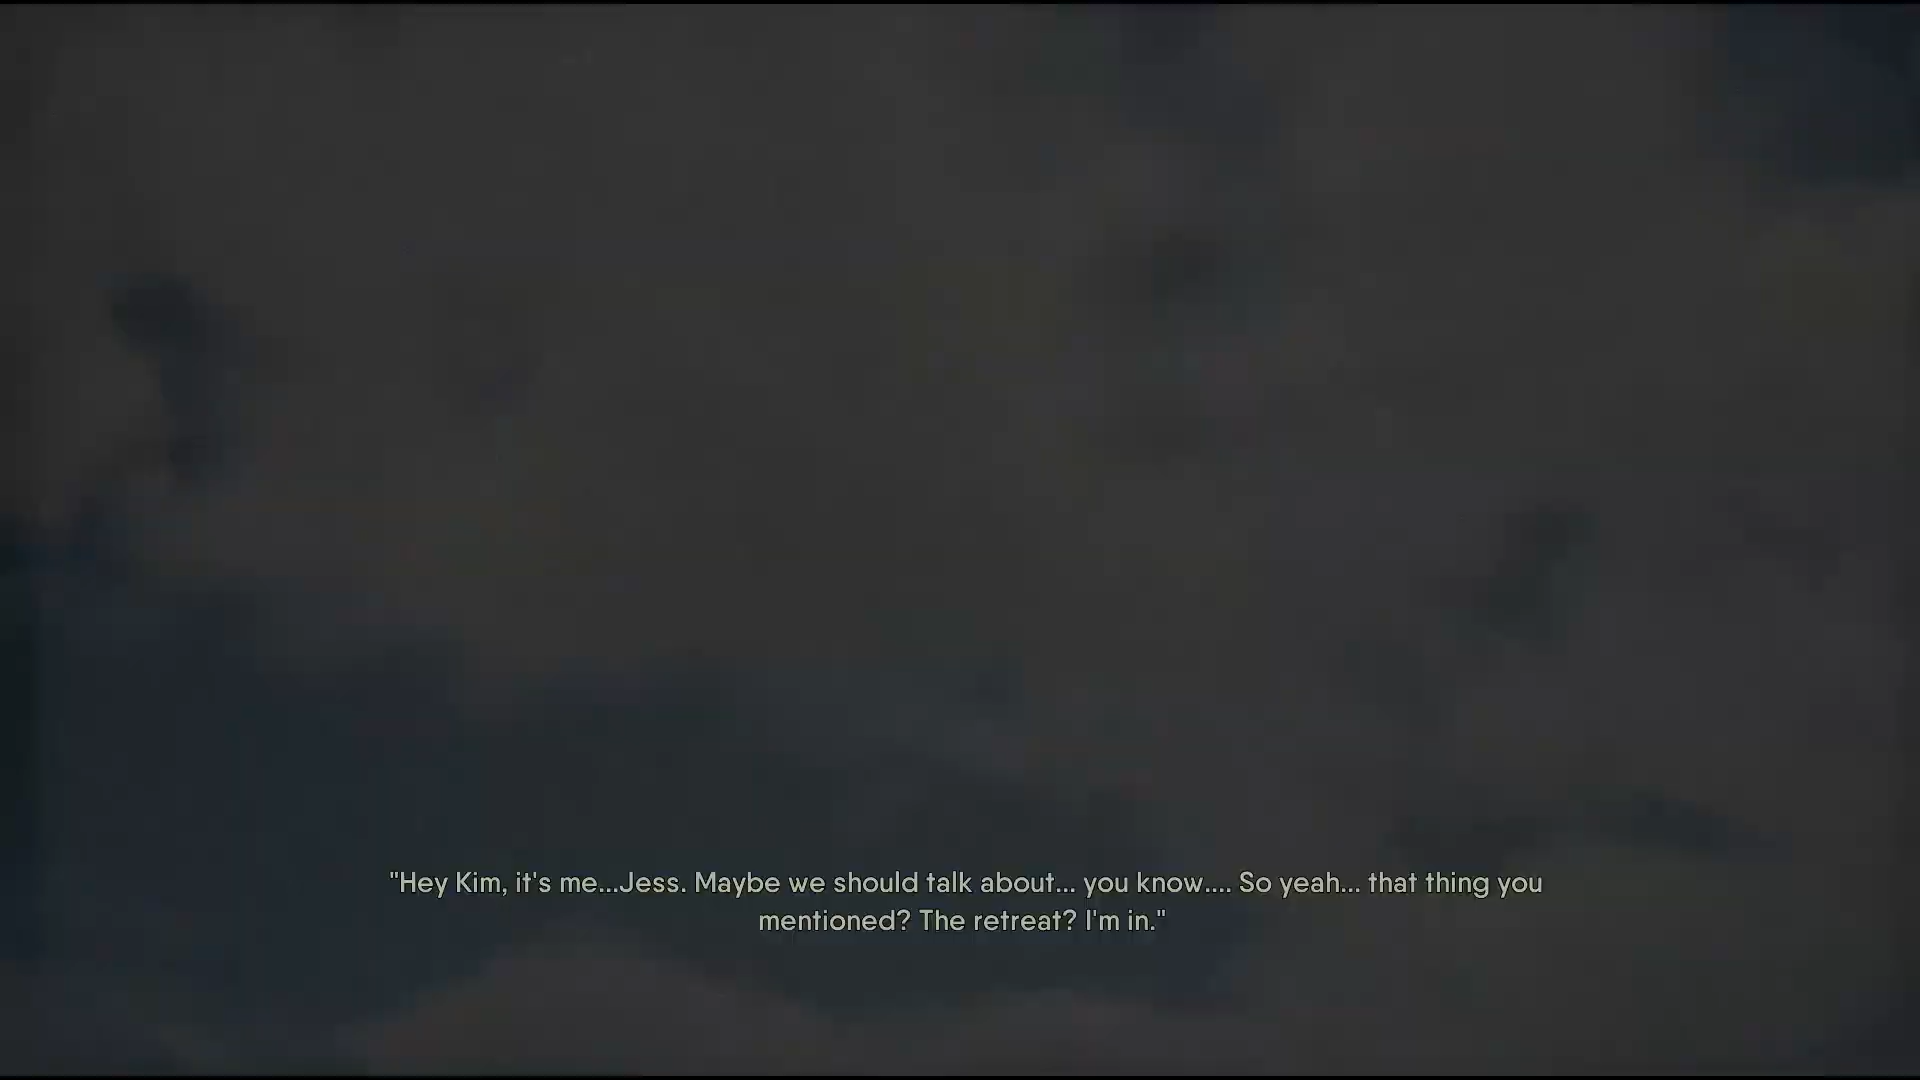 "Hey Kim, it's me...Jess. Maybe we should talk about... you know.... So yeah... that thing you
mentioned? The retreat? I'm in."